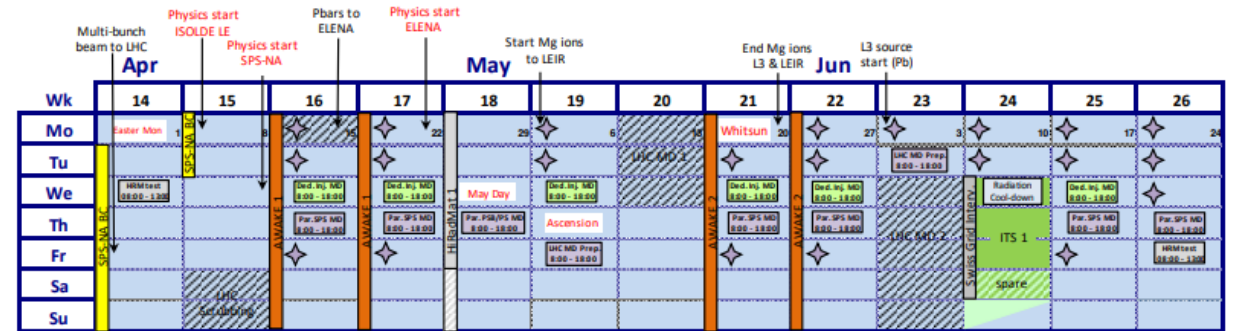 Multi-bunch
beam to LHC
Physics start
ISOLDE LE
Physics start
SPS-NA
Pbars to
ELENA
Physics start
ELENA
Start Mg ions
to LEIR
End Mg ions
L3 & LEIR
L3 source
start (Pb)
Apr May Jun
Wk 14 15 16 17 18 19 20 21 22 23 24 25 26
Mo Easter Mon 1 8 15 22 29 6 13 Whitsun 20 27 3 10 17 24
Tu LHC MD 1 LHC MD Prep.
8:00 - 18:00
We HRM test
08:00 - 1300
Ded. Inj. MD
8:00 - 18:00
Ded. Inj. MD
8:00 - 18:00
May Day
Ded. Inj. MD
8:00 - 18:00
Ded. Inj. MD
8:00 - 18:00
Ded. Inj. MD
8:00 - 18:00
Radiation
Cool-down
Ded. Inj. MD
8:00 - 18:00
Th Par. SPS MD
8:00 - 18:00
Par. SPS MD
8:00 - 18:00
Par. PSB/PS MD
8:00 - 18:00
Ascension
Par. SPS MD
8:00 - 18:00
Par. SPS MD
8:00 - 18:00
LHC MD 2
ITS 1
Par. SPS MD
8:00 - 18:00
Par. SPS MD
8:00 - 18:00
Fr LHC MD Prep.
8:00 - 18:00
HRM test
08:00 - 1300
Sa LHC
Scrubbing
spare
Su
SPS-NA BC
SPS-NA BC
AWAKE 1
AWAKE 1
HiRadMat 1
AWAKE 2
AWAKE 2
Swiss Grid Interv.